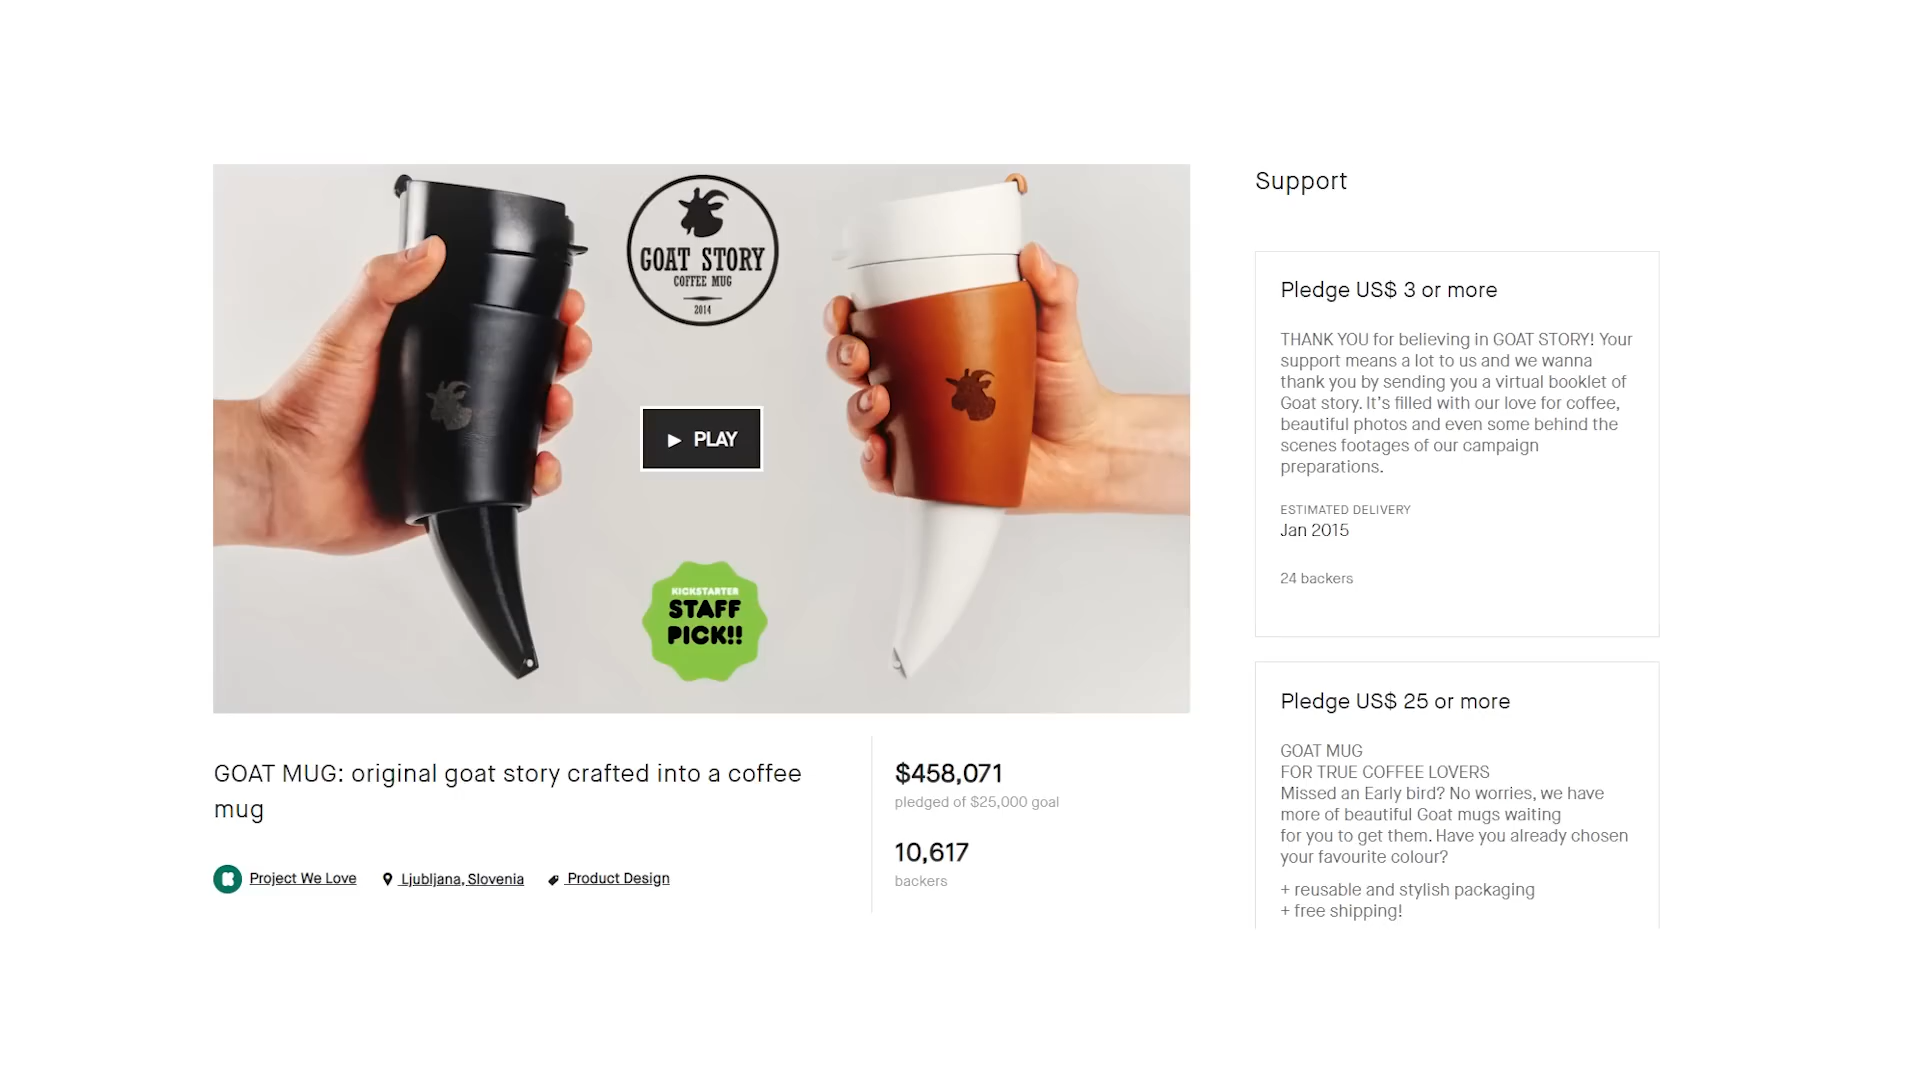 GOAT STORY
COFFEE MUG
2014
PLAY
KICKSTARTER
STAFF
PICK!!
GOAT MUG: original goat story crafted into a coffee
mug
Project We Love
Ljubljana, Slovenia
Product Design
$458,071
pledged of $25,000 goal
10,617
backers
Support
Pledge US$ 3 or more
THANK YOU for believing in GOAT STORY! Your
support means a lot to us and we wanna
thank you by sending you a virtual booklet of
Goat story. It's filled with our love for coffee,
beautiful photos and even some behind the
scenes footages of our campaign
preparations.
ESTIMATED DELIVERY
Jan 2015
24 backers
Pledge US$ 25 or more
GOAT MUG
FOR TRUE COFFEE LOVERS
Missed an Early bird? No worries, we have
more of beautiful Goat mugs waiting
for you to get them. Have you already chosen
your favourite colour?
+ reusable and stylish packaging
+ free shipping!